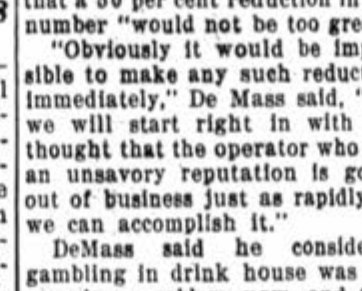 that a 50 per cent reduction in
number "would not be too gre
"Obviously it would be im
sible to make any such reduc
immediately," De Mass said, "
we will start right in with
thought that the operator who
an unsavory reputation is go
out of business just as rapidly
we can accomplish it."
DeMass said he conside
gambling in drink house was